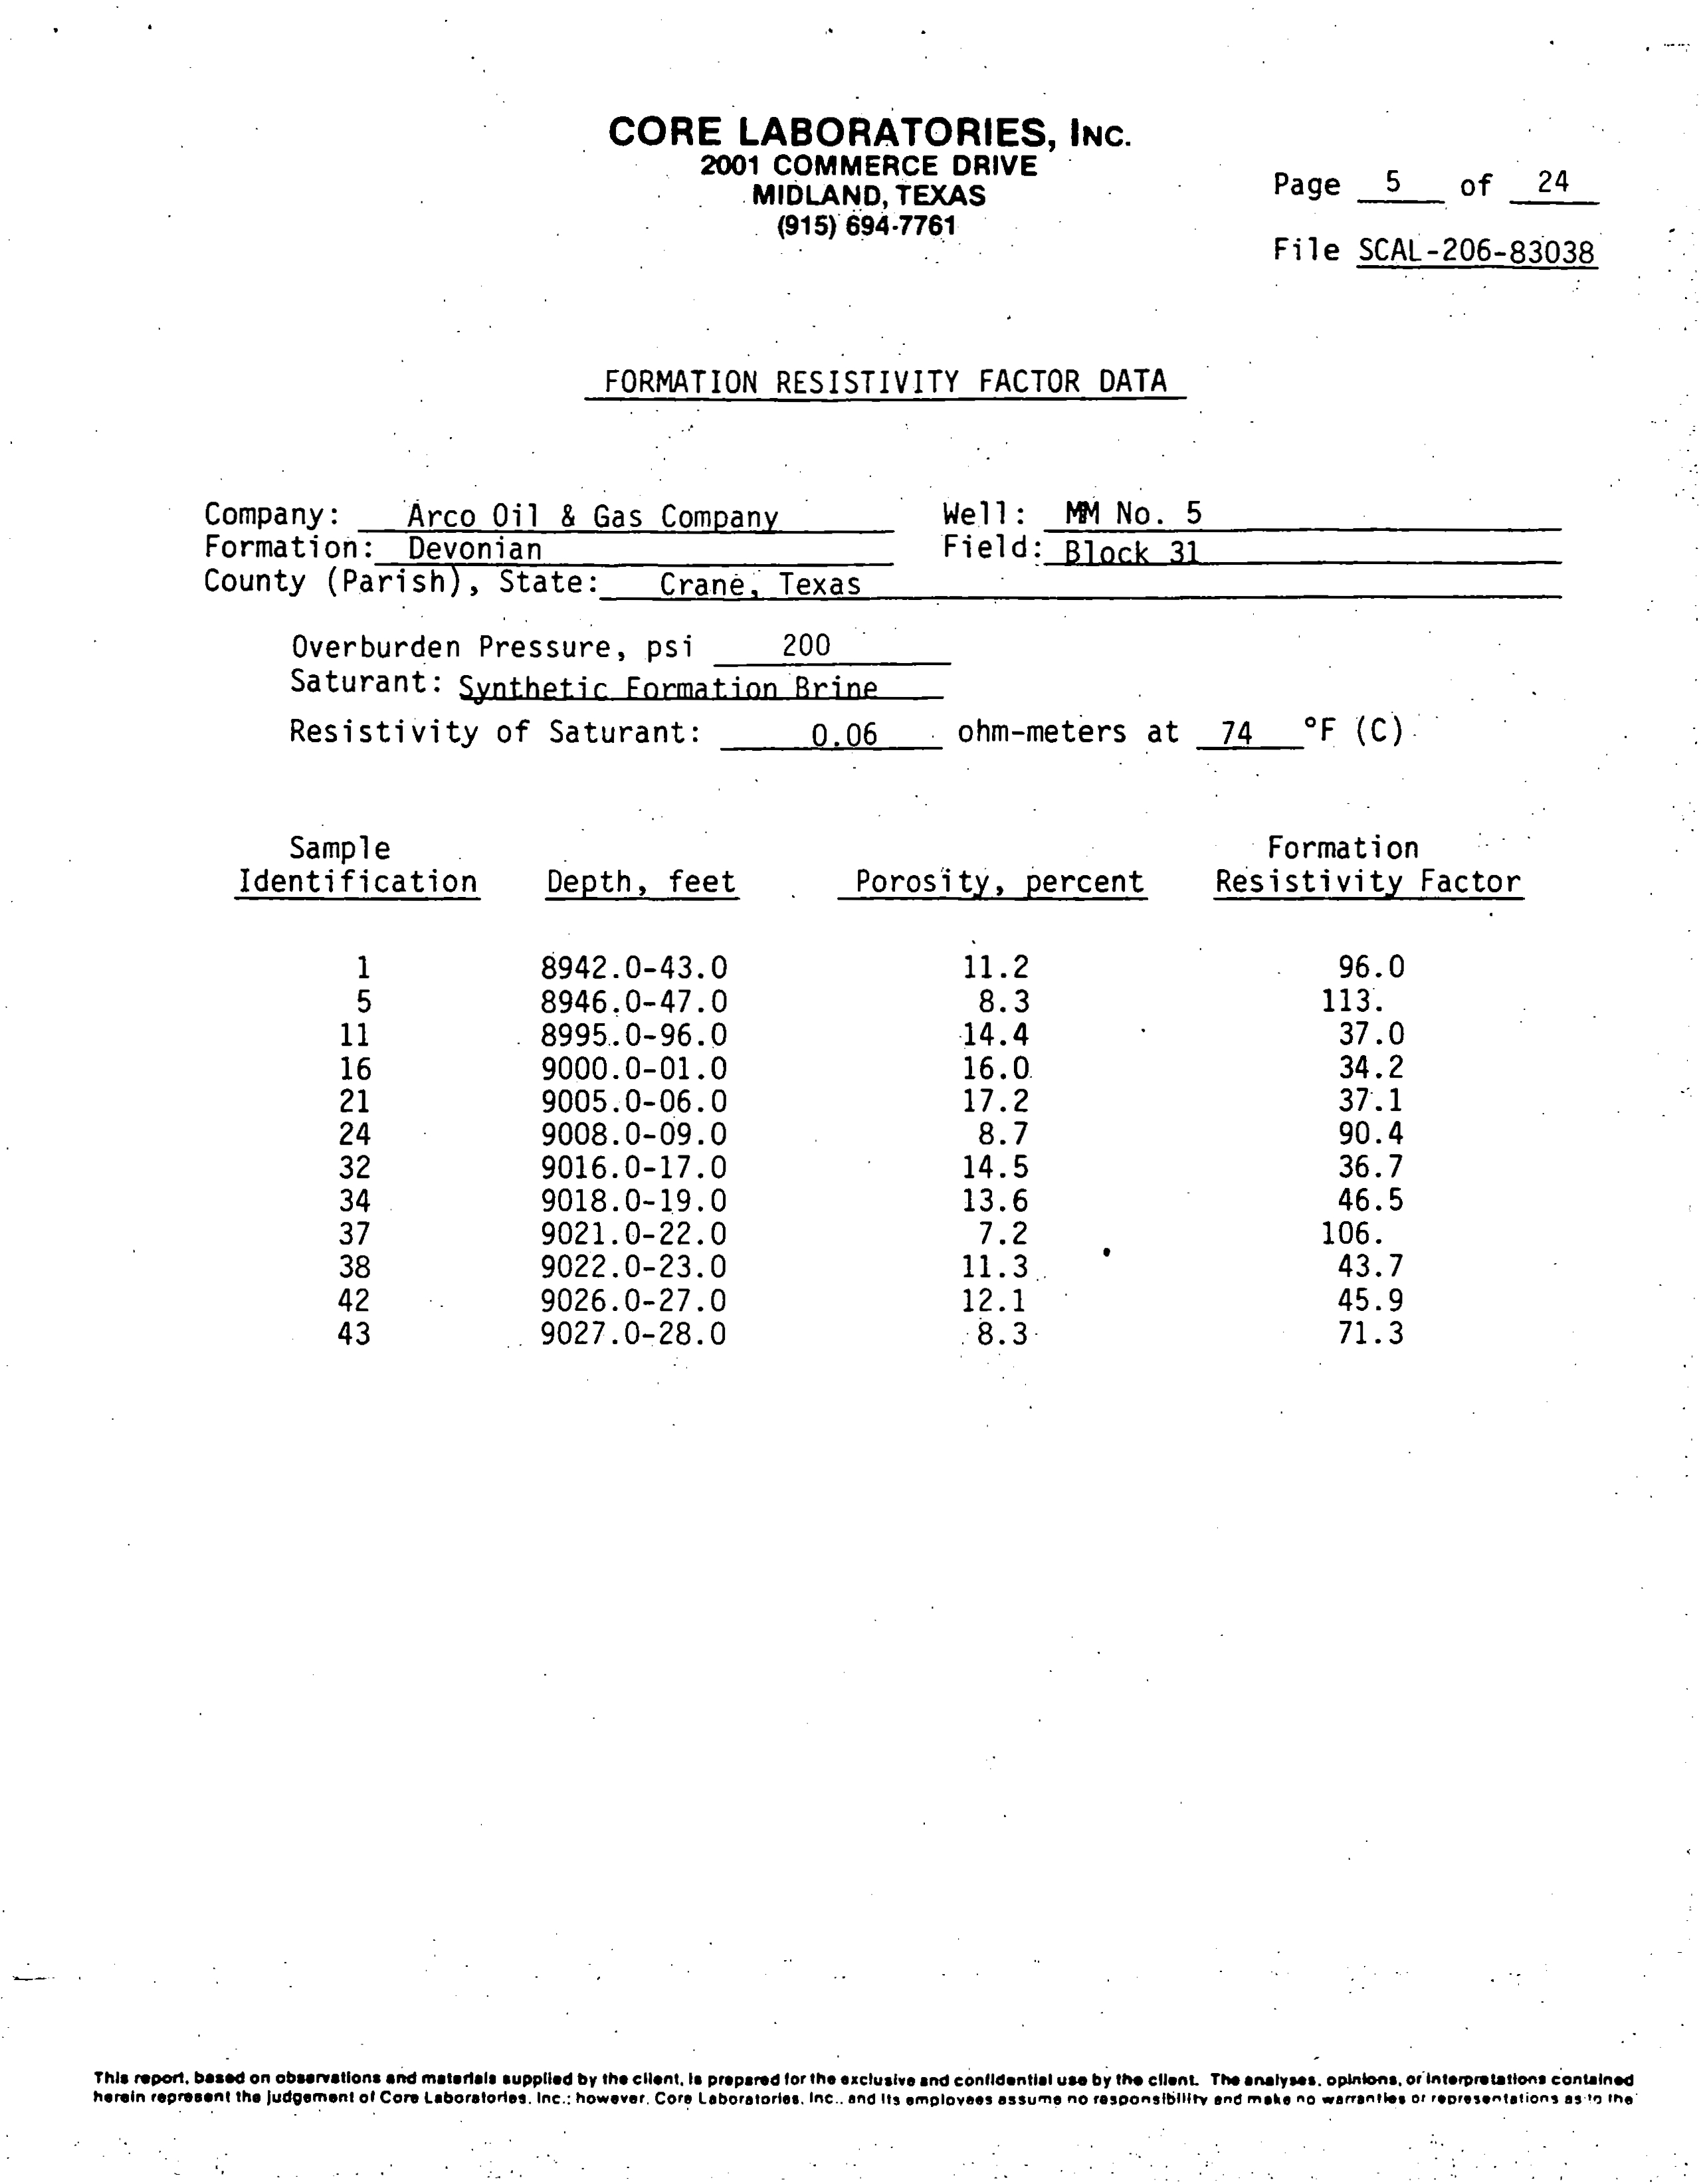 CORE LABORATORIES, INC.
2001 COMMERCE DRIVE
MIDLAND, TEXAS
(915) 694-7761
Page 5 of 24
File SCAL-206-83038
FORMATION RESISTIVITY FACTOR DATA
Company: Arco Oil & Gas Company Well: MM No. 5
Formation: Devonian Field: Block 31
County (Parish), State: Crane, Texas
Overburden Pressure, psi 200
Saturant: Synthetic Formation Brine
Resistivity of Saturant: 0.06 ohm-meters at 74 °F (C)
Sample Formation
Identification Depth, feet Porosity, percent Resistivity Factor
1 8942.0-43.0 11.2 96.0
5 8946.0-47.0 8.3 113.
11 8995.0-96.0 14.4 37.0
16 9000.0-01.0 16.0 34.2
21 9005.0-06.0 17.2 37.1
24 9008.0-09.0 8.7 90.4
32 9016.0-17.0 14.5 36.7
34 9018.0-19.0 13.6 46.5
37 9021.0-22.0 7.2 106.
38 9022.0-23.0 11.3 43.7
42 9026.0-27.0 12.1 45.9
43 9027.0-28.0 8.3 71.3
This report, based on observations and materials supplied by the client, is prepared for the exclusive and confidential use by the client. The analyses, opinions, or interpretations contained
herein represent the judgement of Core Laboratories, Inc.; however, Core Laboratories, Inc., and its employees assume no responsibility and make no warranties or representations as to the